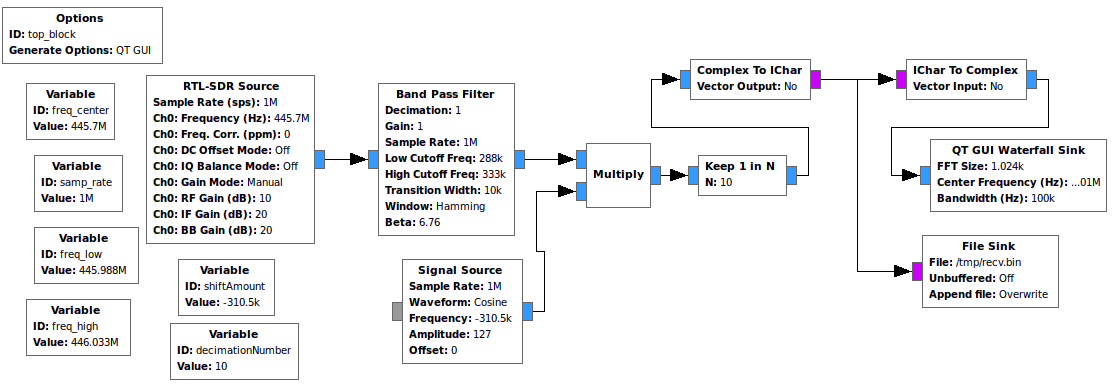 Options
ID: top_block
Generate Options: QT GUI
Variable
ID: freq_center
Value: 445.7M
Variable
ID: samp_rate
Value: 1M
Variable
ID: freq_low
Value: 445.988M
Variable
ID: freq_high
Value: 446.033M
RTL-SDR Source
Sample Rate (sps): 1M
Ch0: Frequency (Hz): 445.7M
Ch0: Freq. Corr. (ppm): 0
Ch0: DC Offset Mode: Off
Ch0: IQ Balance Mode: Off
Ch0: Gain Mode: Manual
Ch0: RF Gain (dB): 10
Ch0: IF Gain (dB): 20
Ch0: BB Gain (dB): 20
Variable
ID: shiftAmount
Value: -310.5k
Variable
ID: decimationNumber
Value: 10
Band Pass Filter
Decimation: 1
Gain: 1
Sample Rate: 1M
Low Cutoff Freq: 288k
High Cutoff Freq: 333k
Transition Width: 10k
Window: Hamming
Beta: 6.76
Signal Source
Sample Rate: 1M
Waveform: Cosine
Frequency: -310.5k
Amplitude: 127
Offset: 0
Multiply
Keep 1 in N
N: 10
Complex To IChar
Vector Output: No
IChar To Complex
Vector Input: No
QT GUI Waterfall Sink
FFT Size: 1.024k
Center Frequency (Hz): ...01M
Bandwidth (Hz): 100k
File Sink
File: /tmp/recv.bin
Unbuffered: Off
Append file: Overwrite